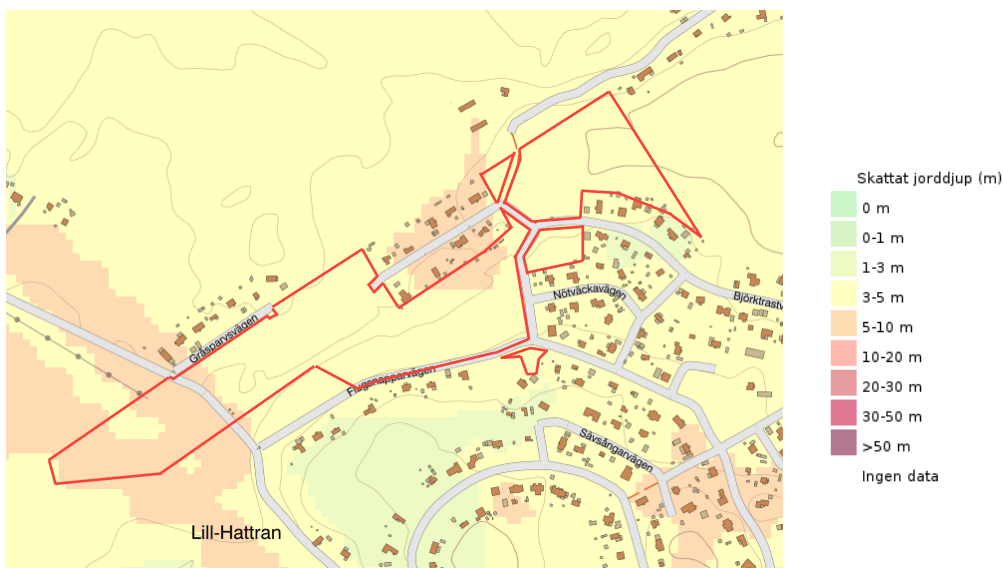 Skattat jorddjup (m)
0 m
0-1 m
1-3 m
3-5 m
5-10 m
10-20 m
20-30 m
30-50 m
>50 m
Ingen data
Nötväckavägen
Björktrastv
Gråsparvsvägen
Flugsnapparvägen
Sävsångarvägen
Lill-Hattran